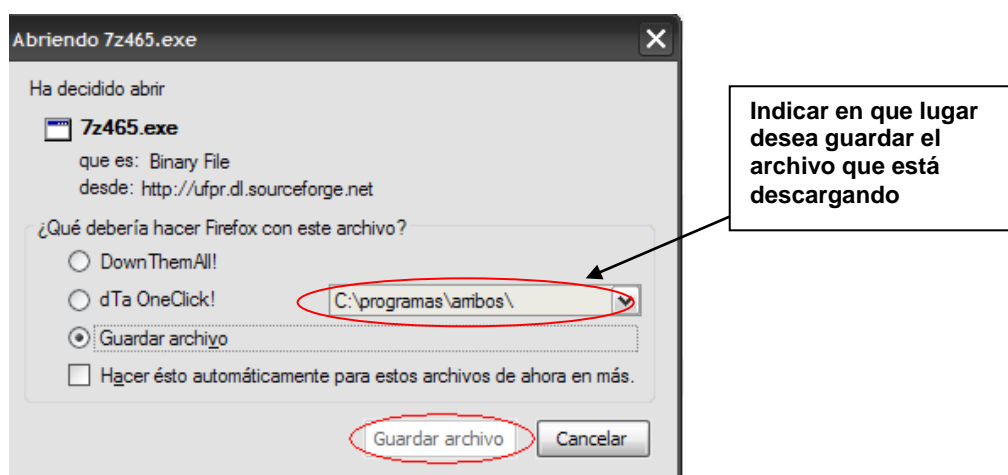 Abriendo 7z465.exe
Ha decidido abrir
7z465.exe
que es: Binary File
desde: http://ufpr.dl.sourceforge.net
¿Qué debería hacer Firefox con este archivo?
DownThemAll!
dTa OneClick!
C:\programas\arribos\
Guardar archivo
Hacer ésto automáticamente para estos archivos de ahora en más.
Guardar archivo
Cancelar
Indicar en que lugar
desea guardar el
archivo que está
descargando